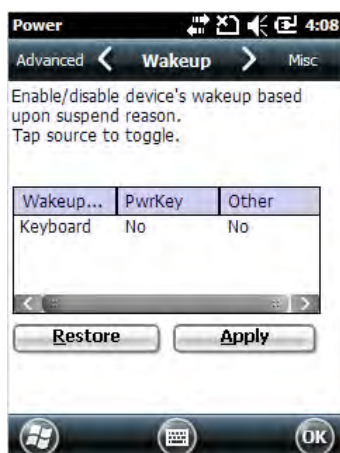 Power 4:08
Advanced Wakeup Misc
Enable/disable device's wakeup based
upon suspend reason.
Tap source to toggle.
Wakeup... PwrKey Other
Keyboard No No
Restore Apply
OK